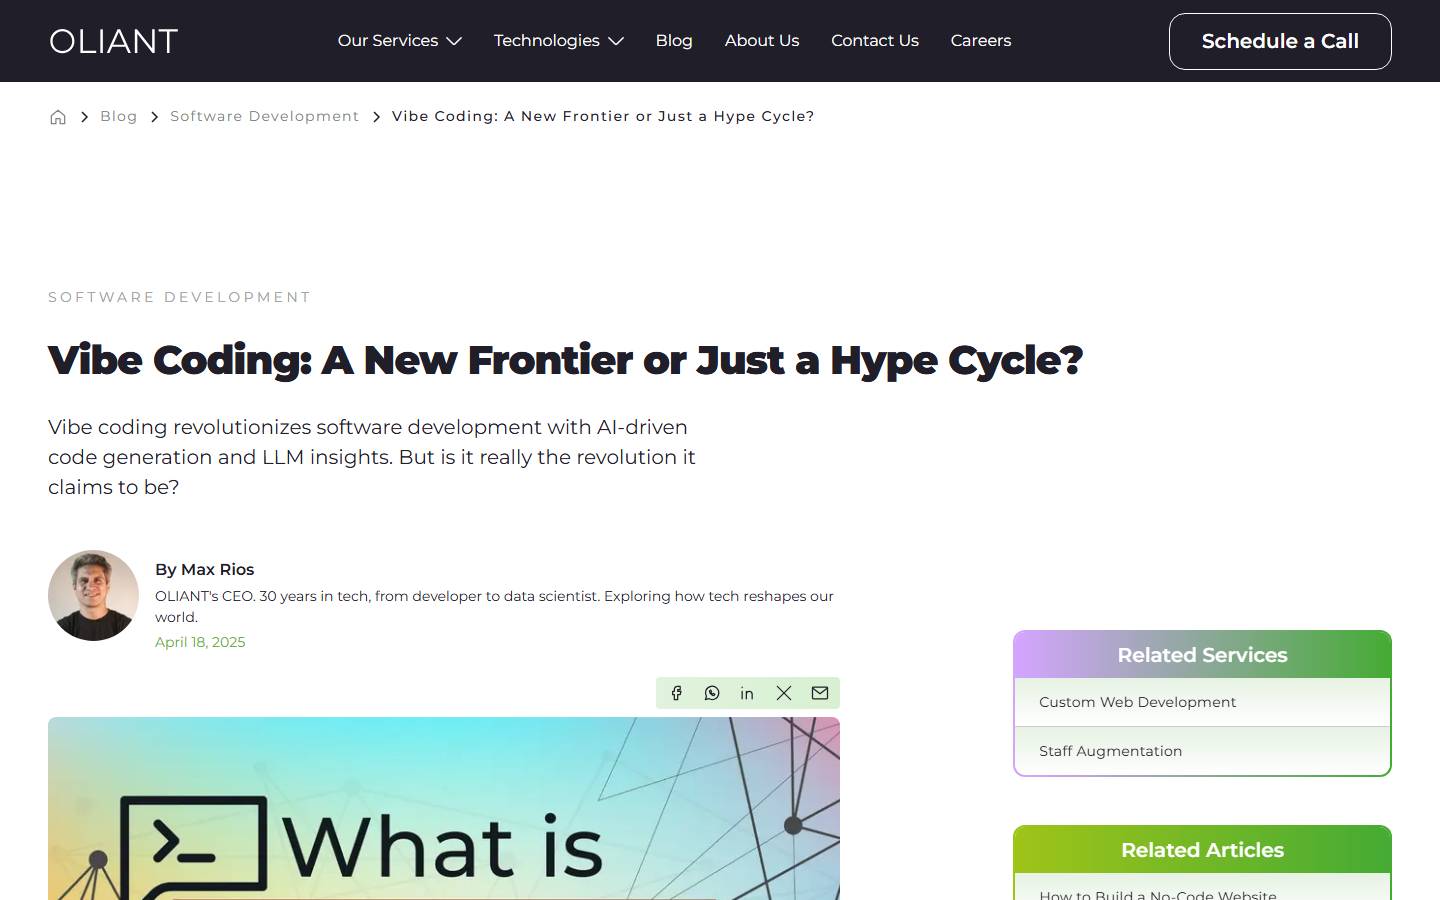 OLIANT
Our Services
Technologies
Blog
About Us
Contact Us
Careers
Schedule a Call
Blog
Software Development
Vibe Coding: A New Frontier or Just a Hype Cycle?
SOFTWARE DEVELOPMENT
Vibe Coding: A New Frontier or Just a Hype Cycle?
Vibe coding revolutionizes software development with AI-driven
code generation and LLM insights. But is it really the revolution it
claims to be?
By Max Rios
OLIANT's CEO. 30 years in tech, from developer to data scientist. Exploring how tech reshapes our
world.
April 18, 2025
What is
Related Services
Custom Web Development
Staff Augmentation
Related Articles
How to Build a No-Code Website